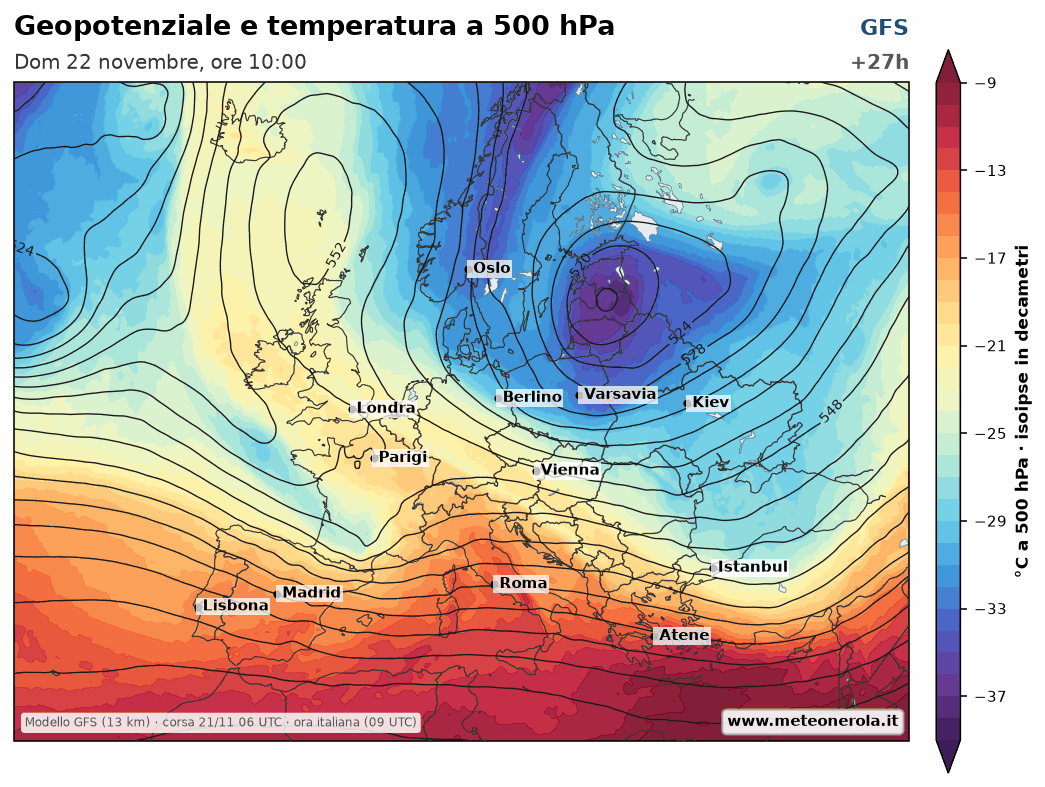 Geopotenziale e temperatura a 500 hPa
GFS
Dom 22 novembre, ore 10:00
+27h
−9
−13
−17
−21
−25
−29
−33
−37
°C a 500 hPa · isoipse in decametri
552
520
524
524
528
548
Oslo
Berlino
Varsavia
Kiev
Londra
Parigi
Vienna
Istanbul
Roma
Madrid
Lisbona
Atene
Modello GFS (13 km) · corsa 21/11 06 UTC · ora italiana (09 UTC)
www.meteonerola.it